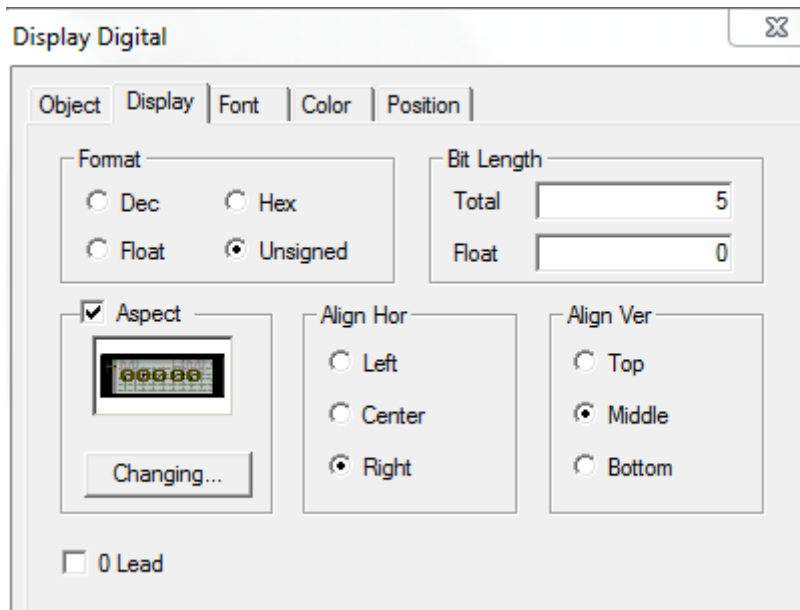 Display Digital
Object Display Font Color Position
Format
Dec Hex
Float Unsigned
Bit Length
Total 5
Float 0
Aspect
Changing...
Align Hor
Left
Center
Right
Align Ver
Top
Middle
Bottom
0 Lead